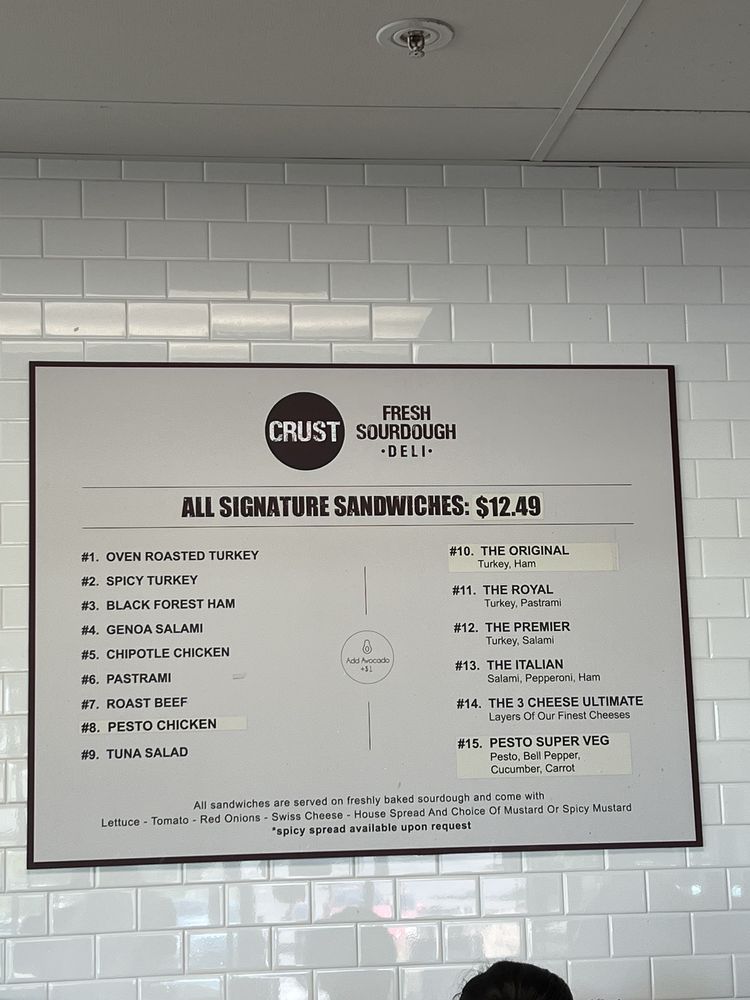 CRUST
FRESH
SOURDOUGH
·DELI·
ALL SIGNATURE SANDWICHES: $12.49
#1. OVEN ROASTED TURKEY
#2. SPICY TURKEY
#3. BLACK FOREST HAM
#4. GENOA SALAMI
#5. CHIPOTLE CHICKEN
#6. PASTRAMI
#7. ROAST BEEF
#8. PESTO CHICKEN
#9. TUNA SALAD
Add Avocado
+$1
#10. THE ORIGINAL
Turkey, Ham
#11. THE ROYAL
Turkey, Pastrami
#12. THE PREMIER
Turkey, Salami
#13. THE ITALIAN
Salami, Pepperoni, Ham
#14. THE 3 CHEESE ULTIMATE
Layers Of Our Finest Cheeses
#15. PESTO SUPER VEG
Pesto, Bell Pepper,
Cucumber, Carrot
All sandwiches are served on freshly baked sourdough and come with
Lettuce - Tomato - Red Onions - Swiss Cheese - House Spread And Choice Of Mustard Or Spicy Mustard
*spicy spread available upon request